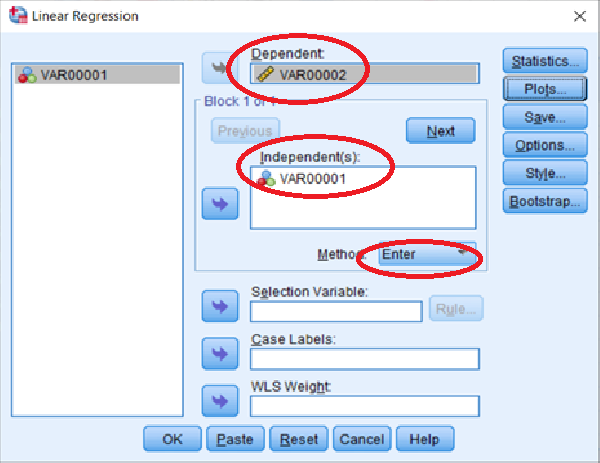 Linear Regression
VAR00001
Dependent:
VAR00002
Statistics...
Plots...
Save...
Options...
Style...
Bootstrap...
Block 1 of 1
Previous
Next
Independent(s):
VAR00001
Method:
Enter
Selection Variable:
Rule...
Case Labels:
WLS Weight:
OK
Paste
Reset
Cancel
Help